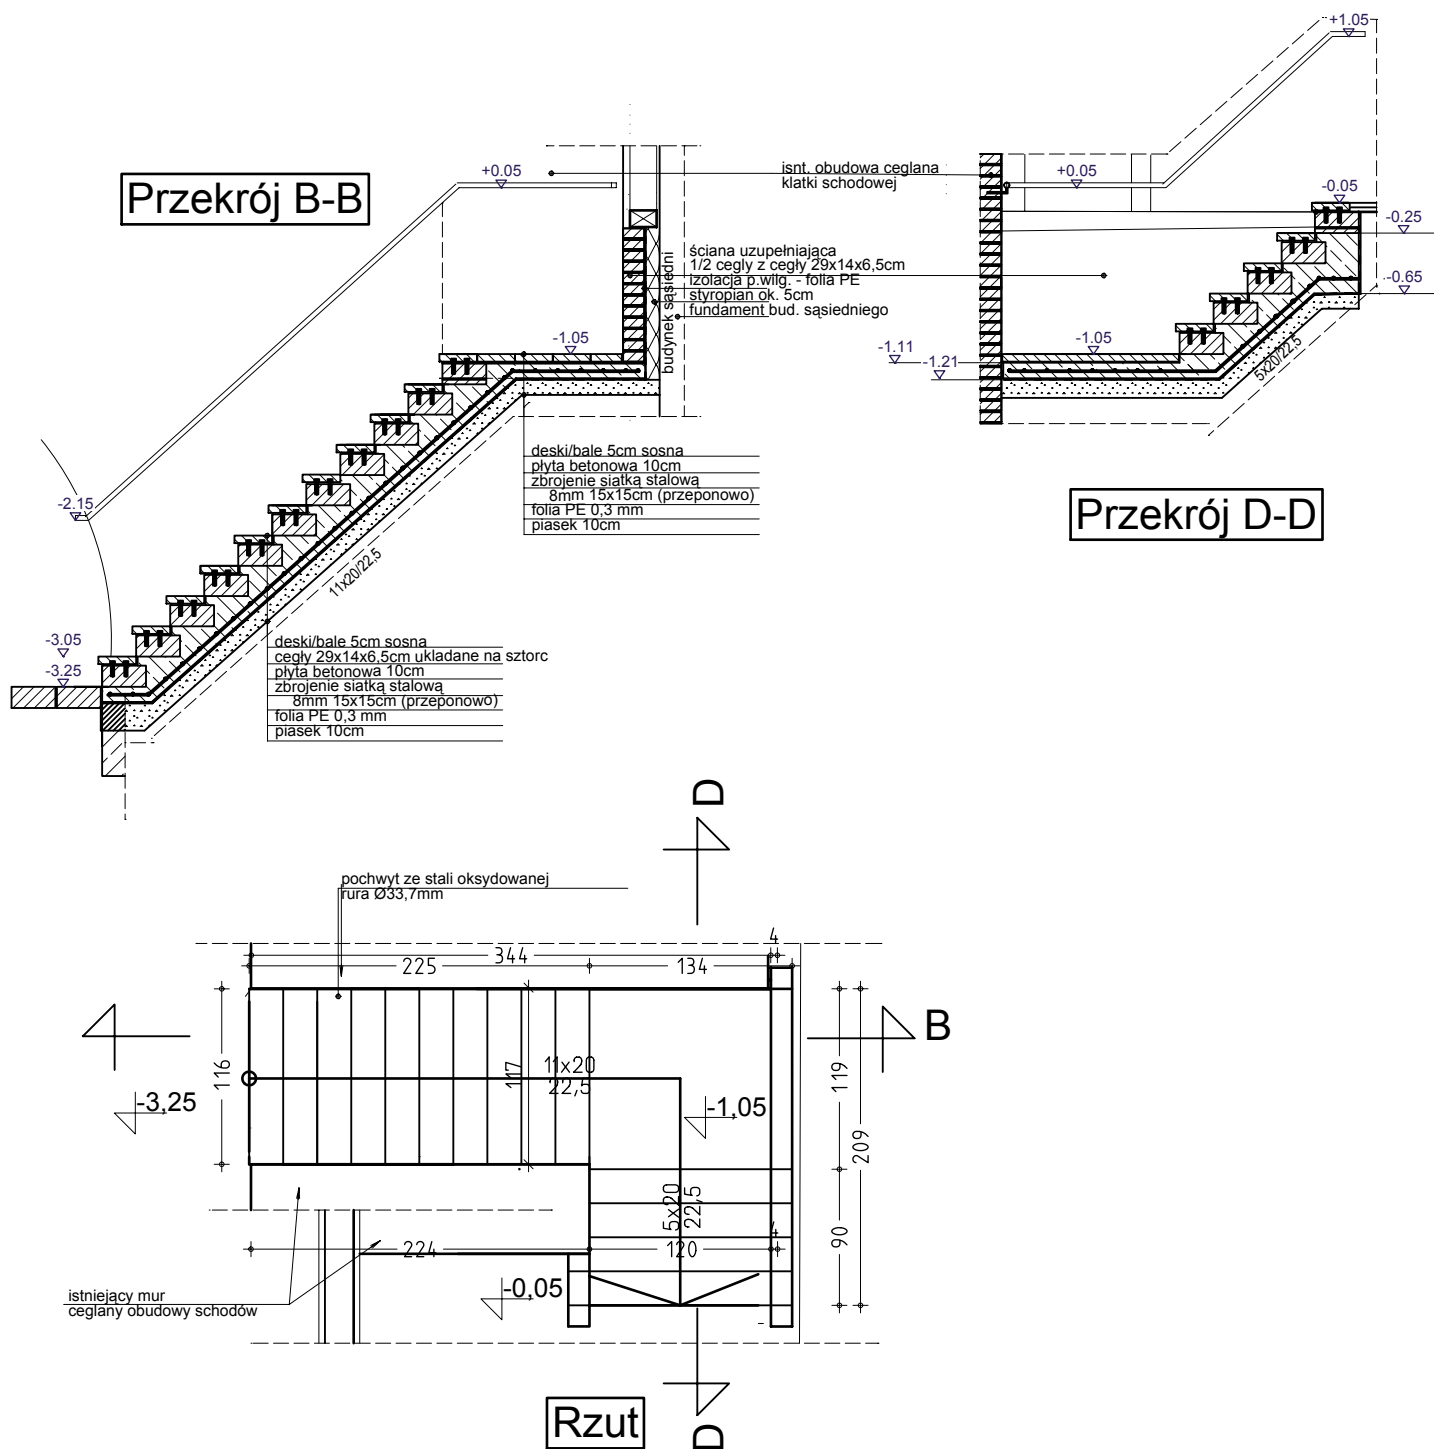 Przekrój B-B
+0.05
-1.05
-2.15
-3.05
-3.25
11x20/22,5
budynek sąsiedni
isnt. obudowa ceglana
klatki schodowej
ściana uzupełniająca
1/2 cegly z cegły 29x14x6,5cm
izolacja p.wilg. - folia PE
styropian ok. 5cm
fundament bud. sąsiedniego
deski/bale 5cm sosna
płyta betonowa 10cm
zbrojenie siatką stalową
8mm 15x15cm (przeponowo)
folia PE 0,3 mm
piasek 10cm
deski/bale 5cm sosna
cegły 29x14x6,5cm ukladane na sztorc
płyta betonowa 10cm
zbrojenie siatką stalową
8mm 15x15cm (przeponowo)
folia PE 0,3 mm
piasek 10cm
+1.05
+0.05
-0.05
-0.25
-0.65
-1.05
-1.11
-1.21
5x20/22,5
Przekrój D-D
D
pochwyt ze stali oksydowanej
rura Ø33,7mm
4
344
225
134
B
116
117
11x20
22,5
119
209
-3,25
-1,05
5x20
22,5
90
4
224
120
-0,05
istniejący mur
ceglany obudowy schodów
Rzut
D